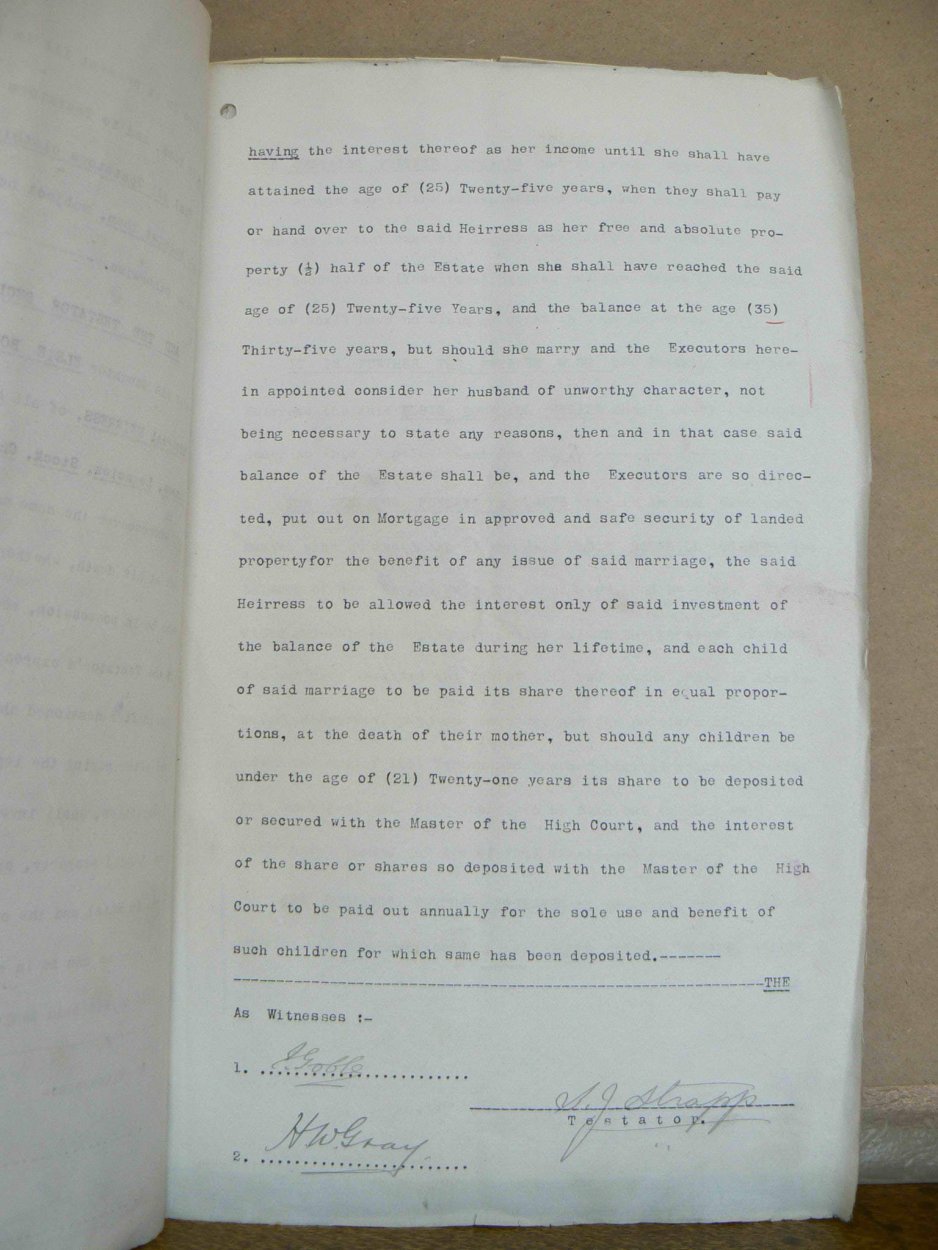 having the interest thereof as her income until she shall have
attained the age of (25) Twenty-five years, when they shall pay
or hand over to the said Heirress as her free and absolute pro-
perty (½) half of the Estate when she shall have reached the said
age of (25) Twenty-five Years, and the balance at the age (35)
Thirty-five years, but should she marry and the Executors here-
in appointed consider her husband of unworthy character, not
being necessary to state any reasons, then and in that case said
balance of the Estate shall be, and the Executors are so direc-
ted, put out on Mortgage in approved and safe security of landed
propertyfor the benefit of any issue of said marriage, the said
Heirress to be allowed the interest only of said investment of
the balance of the Estate during her lifetime, and each child
of said marriage to be paid its share thereof in equal propor-
tions, at the death of their mother, but should any children be
under the age of (21) Twenty-one years its share to be deposited
or secured with the Master of the High Court, and the interest
of the share or shares so deposited with the Master of the High
Court to be paid out annually for the sole use and benefit of
such children for which same has been deposited.-------
---------------------------------------------------------------THE
As Witnesses :-
1. ........................
Testator.
H W Gray
2. ........................